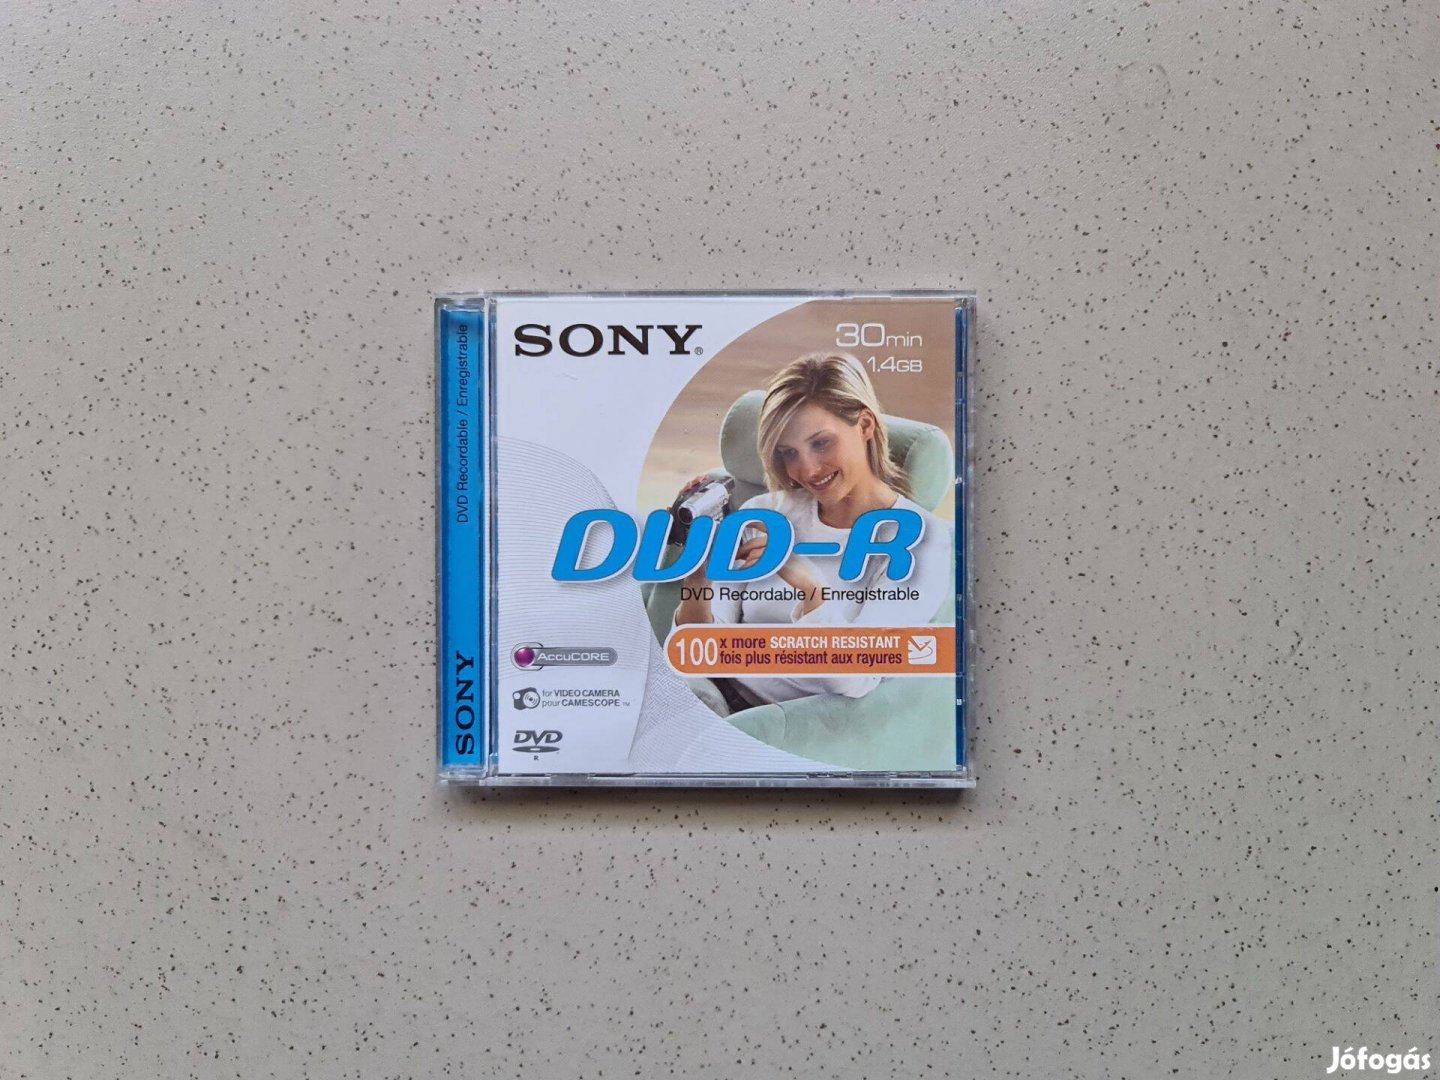 SONY®
30min
1.4GB
DVD-R
DVD Recordable / Enregistrable
100 x more SCRATCH RESISTANT
fois plus résistant aux rayures
AccuCORE
for VIDEO CAMERA
pour CAMESCOPE ™
DVD
R
DVD Recordable / Enregistrable
SONY
Jófogás